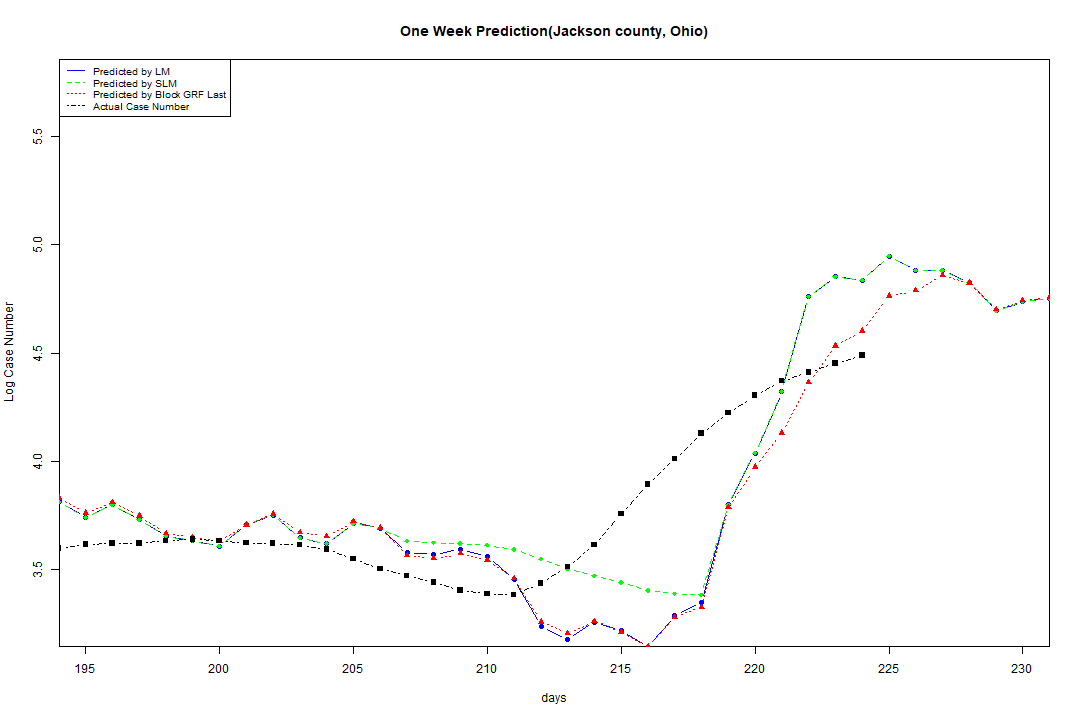 One Week Prediction(Jackson county, Ohio)
Predicted by LM
Predicted by SLM
Predicted by Block GRF Last
Actual Case Number
5.5
5.0
4.5
4.0
3.5
Log Case Number
195
200
205
210
215
220
225
230
days